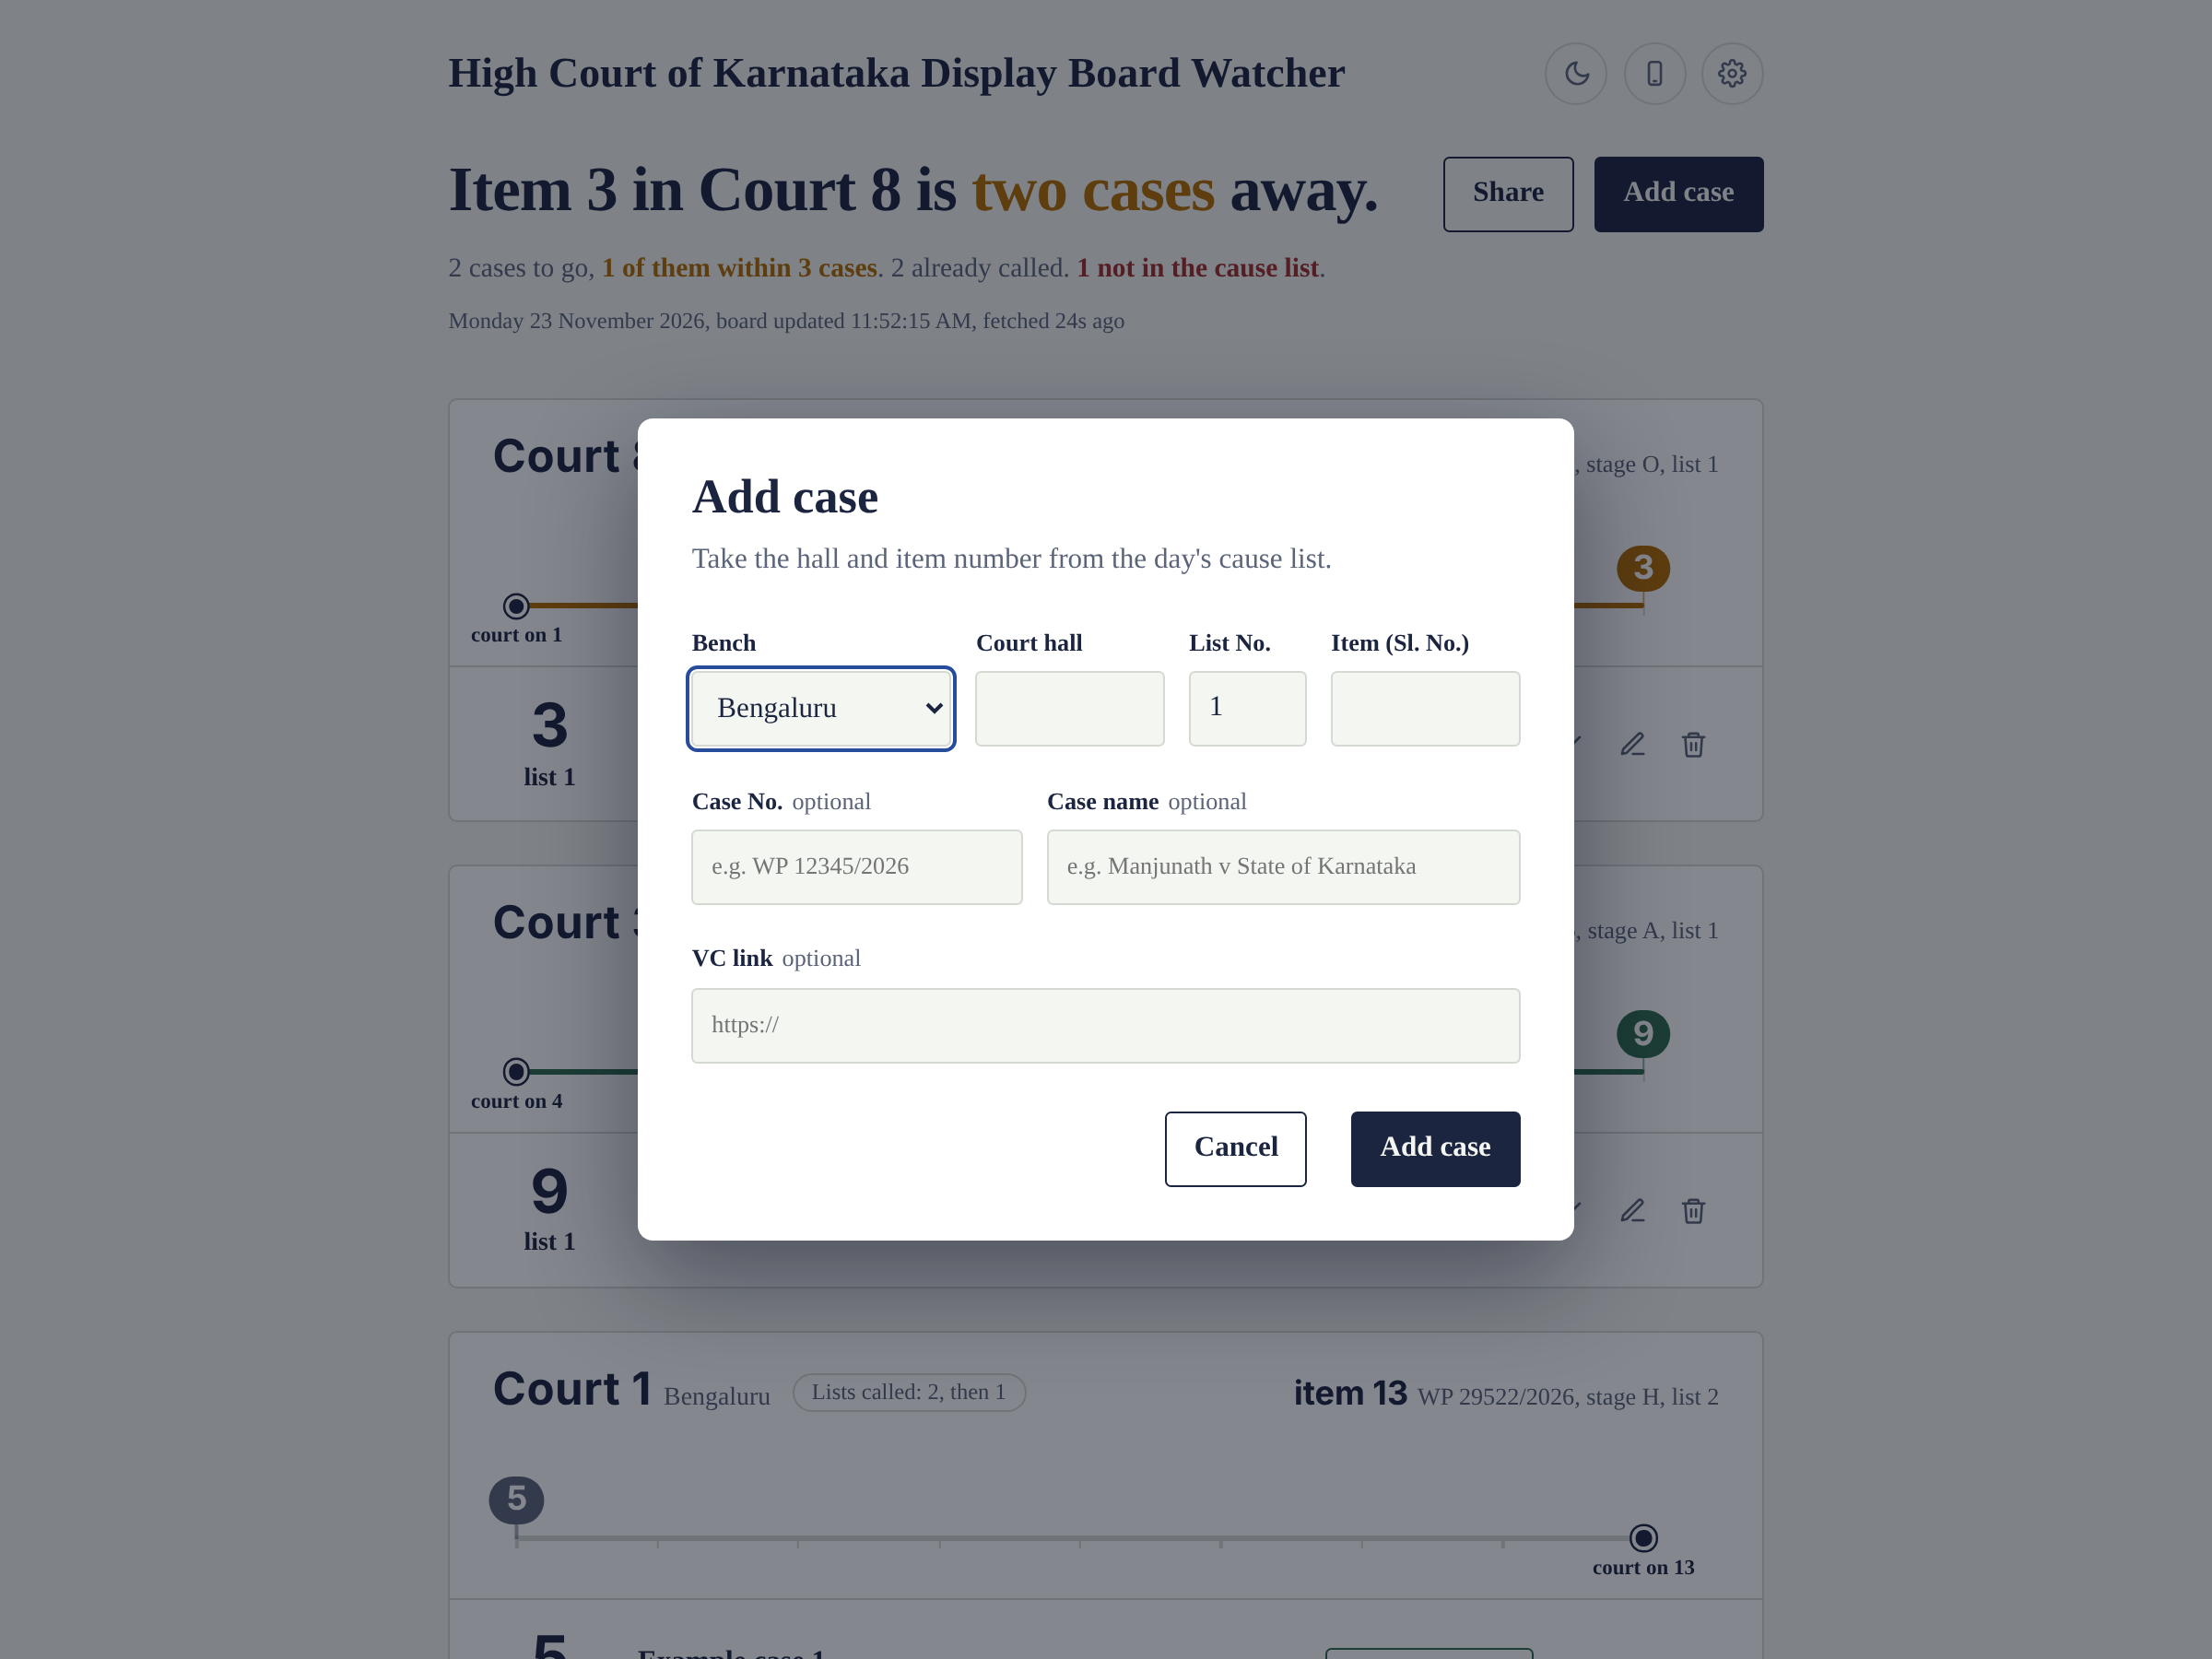 High Court of Karnataka Display Board Watcher
Item 3 in Court 8 is two cases away.
Share
Add case
2 cases to go, 1 of them within 3 cases. 2 already called. 1 not in the cause list.
Monday 23 November 2026, board updated 11:52:15 AM, fetched 24s ago
Court
, stage O, list 1
3
court on 1
3
list 1
Add case
Take the hall and item number from the day's cause list.
Bench
Court hall
List No.
Item (Sl. No.)
Bengaluru
1
Case No. optional
Case name optional
e.g. WP 12345/2026
e.g. Manjunath v State of Karnataka
VC link optional
https://
Cancel
Add case
Court
, stage A, list 1
9
court on 4
9
list 1
Court 1 Bengaluru
Lists called: 2, then 1
item 13 WP 29522/2026, stage H, list 2
5
court on 13
5
Example case 1